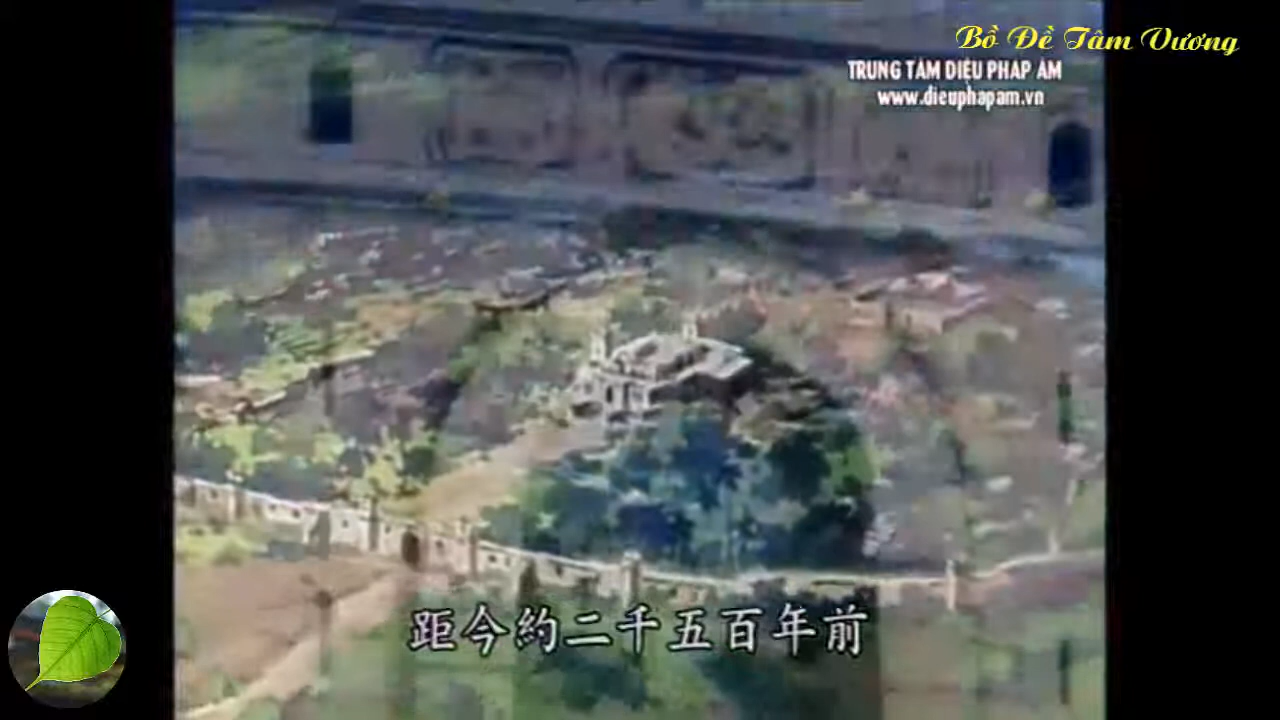 Bồ Đề Tâm Vương
TRUNG TÂM DIỆU PHÁP ÂM
www.dieuphapam.vn
距今約二千五百年前